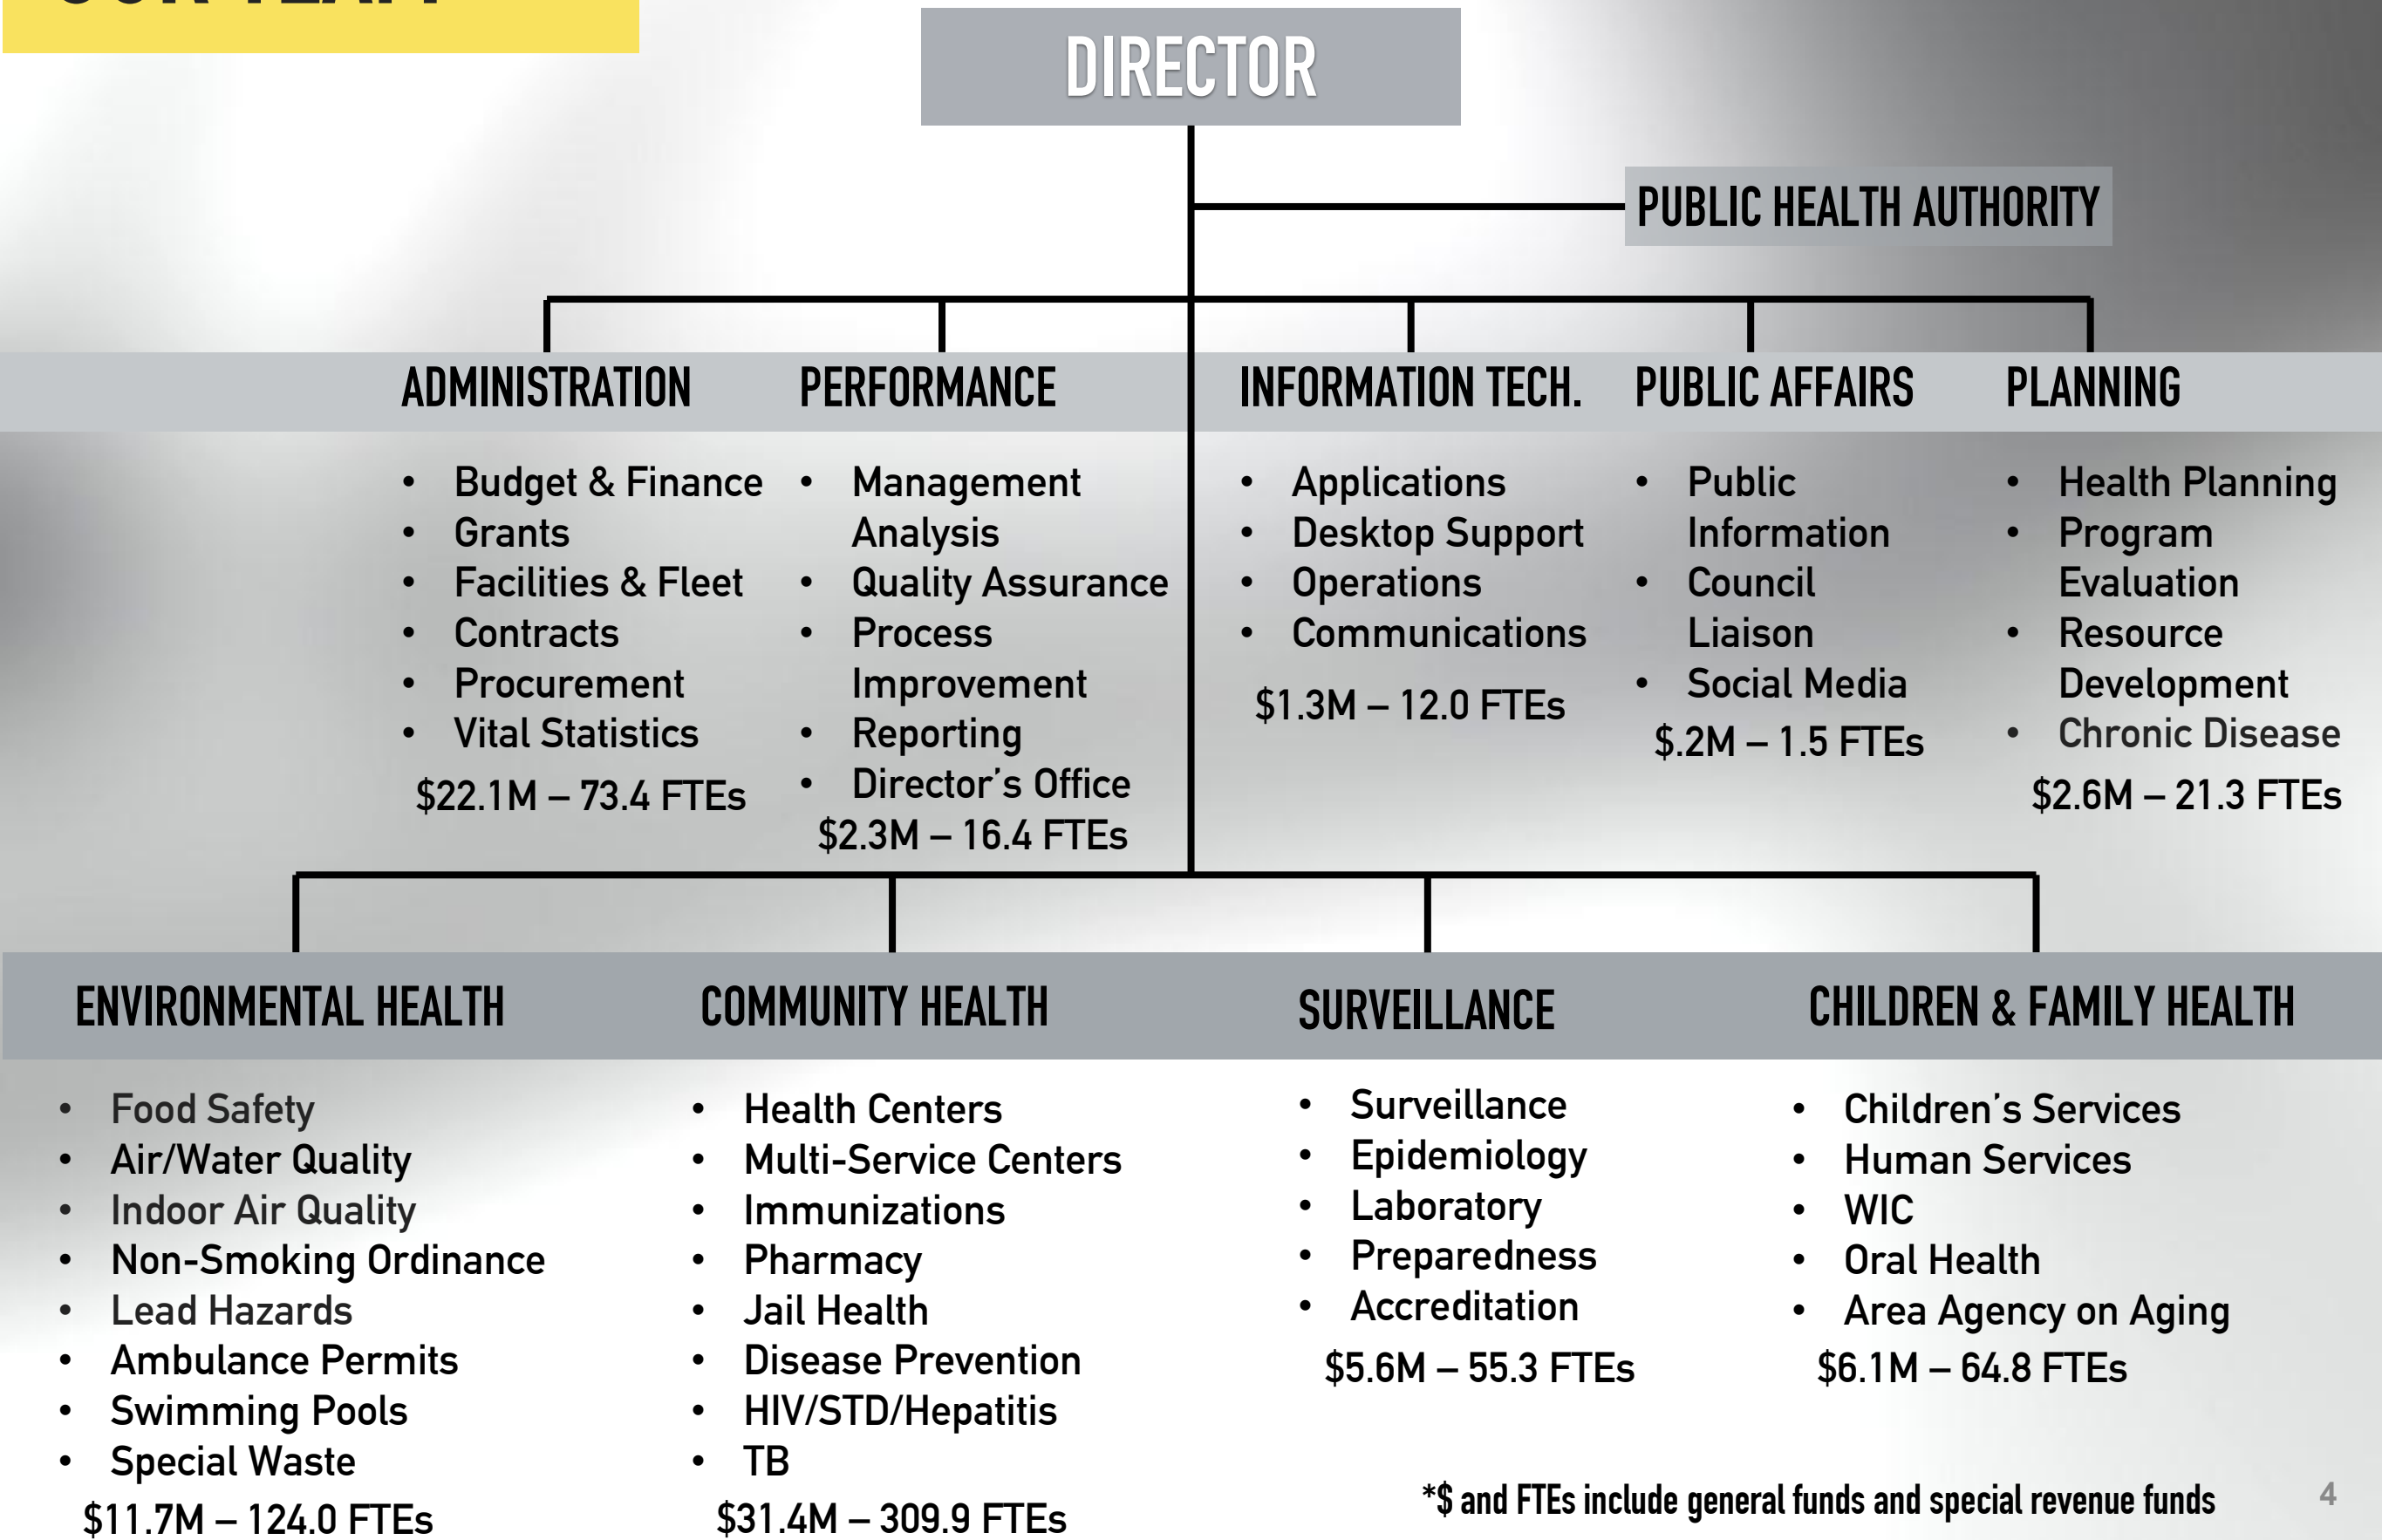 OUR TEAM
DIRECTOR
PUBLIC HEALTH AUTHORITY
ADMINISTRATION
• Budget & Finance
• Grants
• Facilities & Fleet
• Contracts
• Procurement
• Vital Statistics
$22.1M – 73.4 FTEs
PERFORMANCE
• Management
Analysis
• Quality Assurance
• Process
Improvement
• Reporting
• Director’s Office
$2.3M – 16.4 FTEs
INFORMATION TECH.
• Applications
• Desktop Support
• Operations
• Communications
$1.3M – 12.0 FTEs
PUBLIC AFFAIRS
• Public
Information
• Council
Liaison
• Social Media
$.2M – 1.5 FTEs
PLANNING
• Health Planning
• Program
Evaluation
• Resource
Development
• Chronic Disease
$2.6M – 21.3 FTEs
ENVIRONMENTAL HEALTH
• Food Safety
• Air/Water Quality
• Indoor Air Quality
• Non-Smoking Ordinance
• Lead Hazards
• Ambulance Permits
• Swimming Pools
• Special Waste
$11.7M – 124.0 FTEs
COMMUNITY HEALTH
• Health Centers
• Multi-Service Centers
• Immunizations
• Pharmacy
• Jail Health
• Disease Prevention
• HIV/STD/Hepatitis
• TB
$31.4M – 309.9 FTEs
SURVEILLANCE
• Surveillance
• Epidemiology
• Laboratory
• Preparedness
• Accreditation
$5.6M – 55.3 FTEs
CHILDREN & FAMILY HEALTH
• Children’s Services
• Human Services
• WIC
• Oral Health
• Area Agency on Aging
$6.1M – 64.8 FTEs
*$ and FTEs include general funds and special revenue funds
4